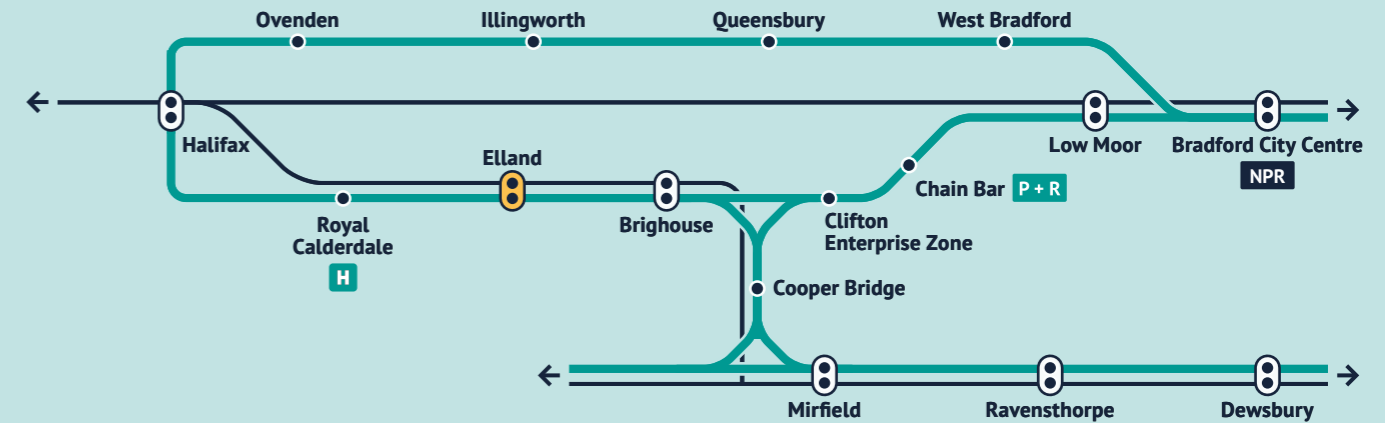 Ovenden
Illingworth
Queensbury
West Bradford
Halifax
Elland
Low Moor
Bradford City Centre
NPR
Chain Bar
P + R
Royal
Calderdale
H
Brighouse
Clifton
Enterprise Zone
Cooper Bridge
Mirfield
Ravensthorpe
Dewsbury